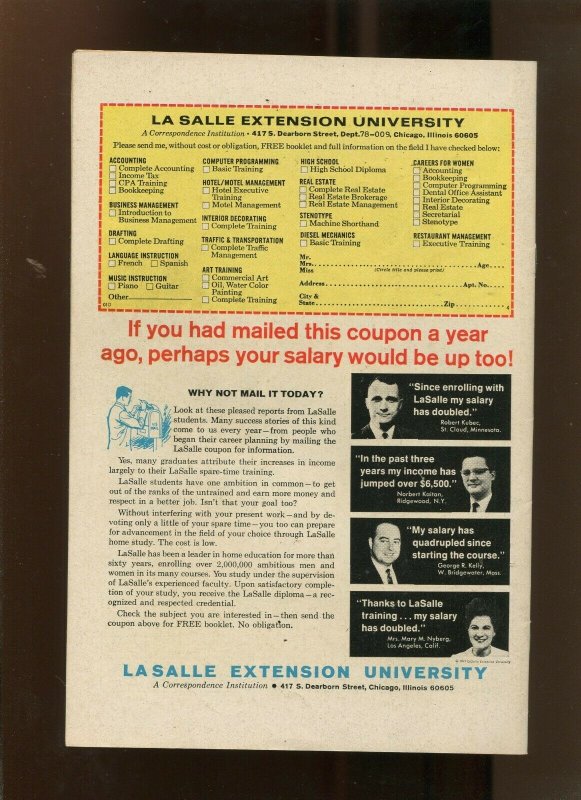 LA SALLE EXTENSION UNIVERSITY
A Correspondence Institution • 417 S. Dearborn Street, Dept. 78-009, Chicago, Illinois 60605
Please send me, without cost or obligation, FREE booklet and full information on the field I have checked below:
ACCOUNTING
Complete Accounting
Income Tax
CPA Training
Bookkeeping
BUSINESS MANAGEMENT
Introduction to
Business Management
DRAFTING
Complete Drafting
LANGUAGE INSTRUCTION
French Spanish
MUSIC INSTRUCTION
Piano Guitar
Other
COMPUTER PROGRAMMING
Basic Training
HOTEL/MOTEL MANAGEMENT
Hotel Executive
Training
Motel Management
INTERIOR DECORATING
Complete Training
TRAFFIC & TRANSPORTATION
Complete Traffic
Management
ART TRAINING
Commercial Art
Oil, Water Color
Painting
Complete Training
HIGH SCHOOL
High School Diploma
REAL ESTATE
Complete Real Estate
Real Estate Brokerage
Real Estate Management
STENOTYPE
Machine Shorthand
DIESEL MECHANICS
Basic Training
CAREERS FOR WOMEN
Accounting
Bookkeeping
Computer Programming
Dental Office Assistant
Interior Decorating
Real Estate
Secretarial
Stenotype
RESTAURANT MANAGEMENT
Executive Training
Mr.
Mrs. Age
Miss (Circle title and please print)
Address Apt. No.
City &
State Zip
If you had mailed this coupon a year
ago, perhaps your salary would be up too!
WHY NOT MAIL IT TODAY?
Look at these pleased reports from LaSalle
students. Many success stories of this kind
come to us every year—from people who
began their career planning by mailing the
LaSalle coupon for information.
Yes, many graduates attribute their increases in income
largely to their LaSalle spare-time training.
LaSalle students have one ambition in common—to get
out of the ranks of the untrained and earn more money and
respect in a better job. Isn't that your goal too?
Without interfering with your present work—and by de-
voting only a little of your spare time—you too can prepare
for advancement in the field of your choice through LaSalle
home study. The cost is low.
LaSalle has been a leader in home education for more than
sixty years, enrolling over 2,000,000 ambitious men and
women in its many courses. You study under the supervision
of LaSalle's experienced faculty. Upon satisfactory comple-
tion of your study, you receive the LaSalle diploma—a rec-
ognized and respected credential.
Check the subject you are interested in—then send the
coupon above for FREE booklet. No obligation.
"Since enrolling with
LaSalle my salary
has doubled."
Robert Kubec,
St. Cloud, Minnesota.
"In the past three
years my income has
jumped over $6,500."
Norbert Kaitan,
Ridgewood, N.Y.
"My salary has
quadrupled since
starting the course."
George R. Kelly,
W. Bridgewater, Mass.
"Thanks to LaSalle
training . . . my salary
has doubled."
Mrs. Mary M. Nyberg,
Los Angeles, Calif.
LA SALLE EXTENSION UNIVERSITY
A Correspondence Institution • 417 S. Dearborn Street, Chicago, Illinois 60605